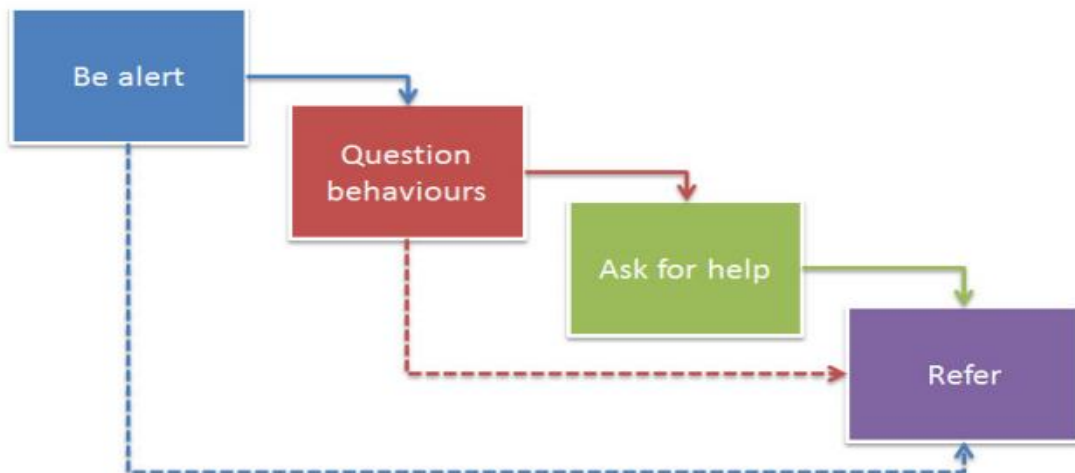 Be alert
Question
behaviours
Ask for help
Refer